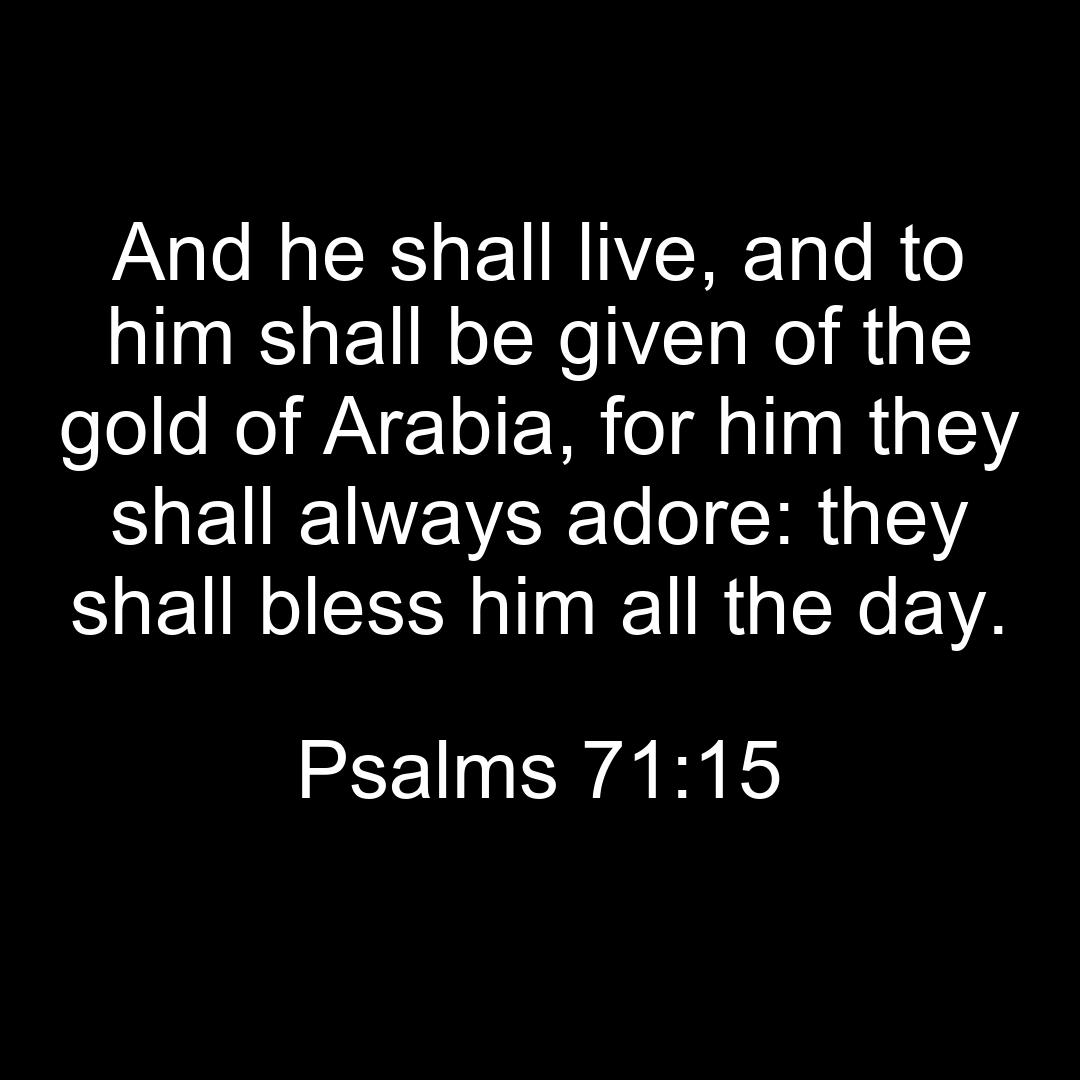 And he shall live, and to
him shall be given of the
gold of Arabia, for him they
shall always adore: they
shall bless him all the day.
Psalms 71:15